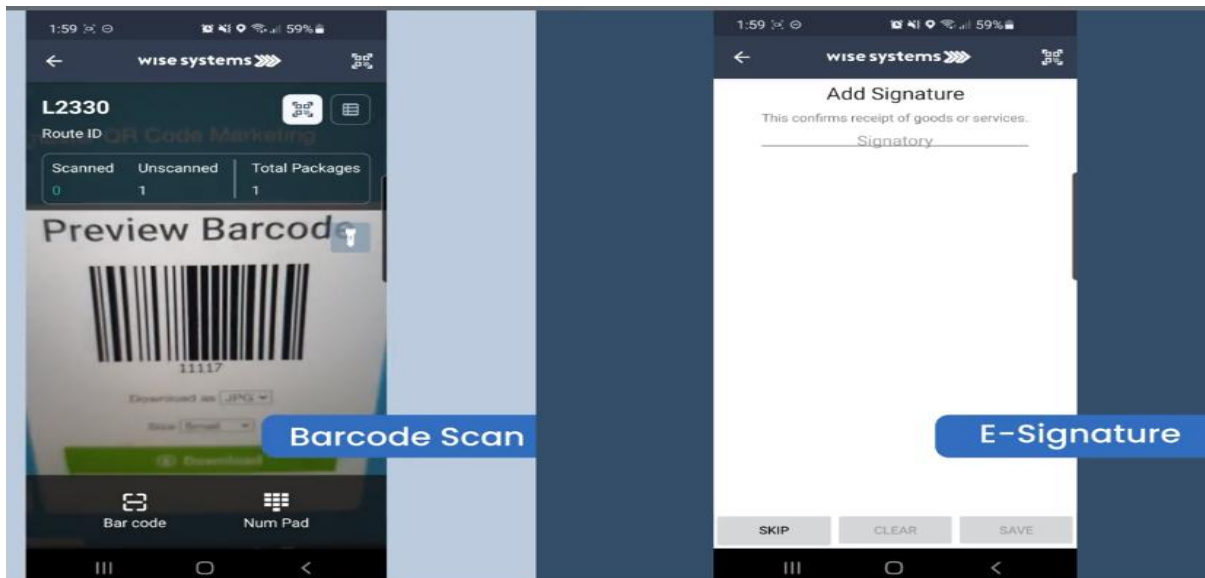 1:59 59%
wise systems
L2330
Route ID
QR Code Marketing
Scanned Unscanned Total Packages
0 1 1
Preview Barcode
11117
Download as JPG
Size Small
Download
Barcode Scan
Bar code Num Pad
1:59 59%
wise systems
Add Signature
This confirms receipt of goods or services.
Signatory
E-Signature
SKIP CLEAR SAVE